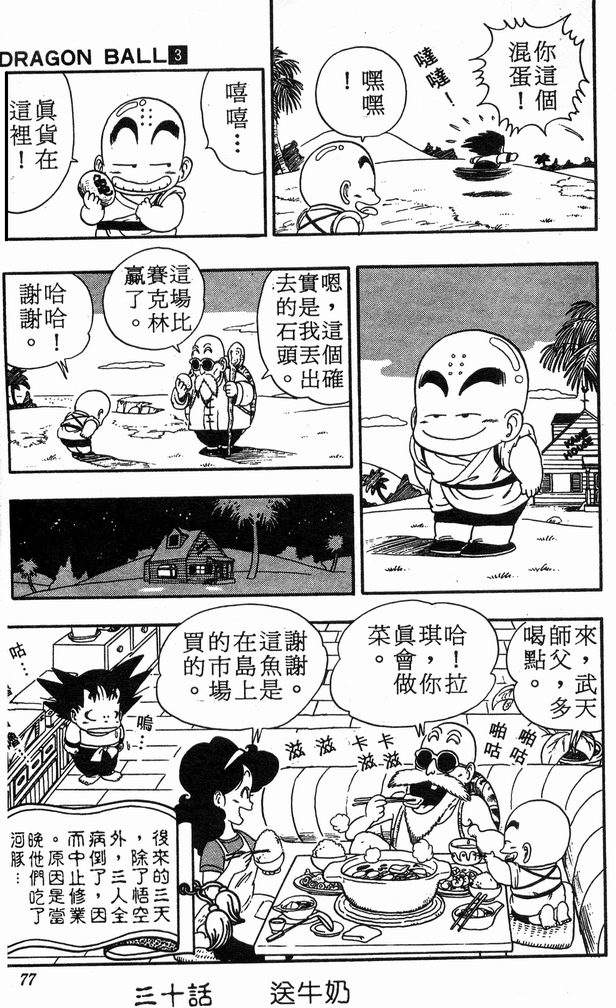 DRAGON BALL 3
你這個
混蛋！
噠
噠！
嘿嘿
！
嘻嘻…
眞貨在
這裡！
KAME
HOUSE
嗯，這個確
實是我丟出
去的石頭。
這場比
賽克林
贏了。
哈哈！
謝謝。
來，武天
師父，多
喝點。
啪
咕
啪
咕
哈！拉
琪，你
眞會做
菜。
卡
卡
滋
滋
滋
滋
謝謝。
這魚是
在島上
的市場
買的。
咕…
嗚…
後來的三天
，除了悟空
外，三人全
病倒了，因
而中止修業
。原因是當
晚他們吃了
河豚…
77
三十話 送牛奶